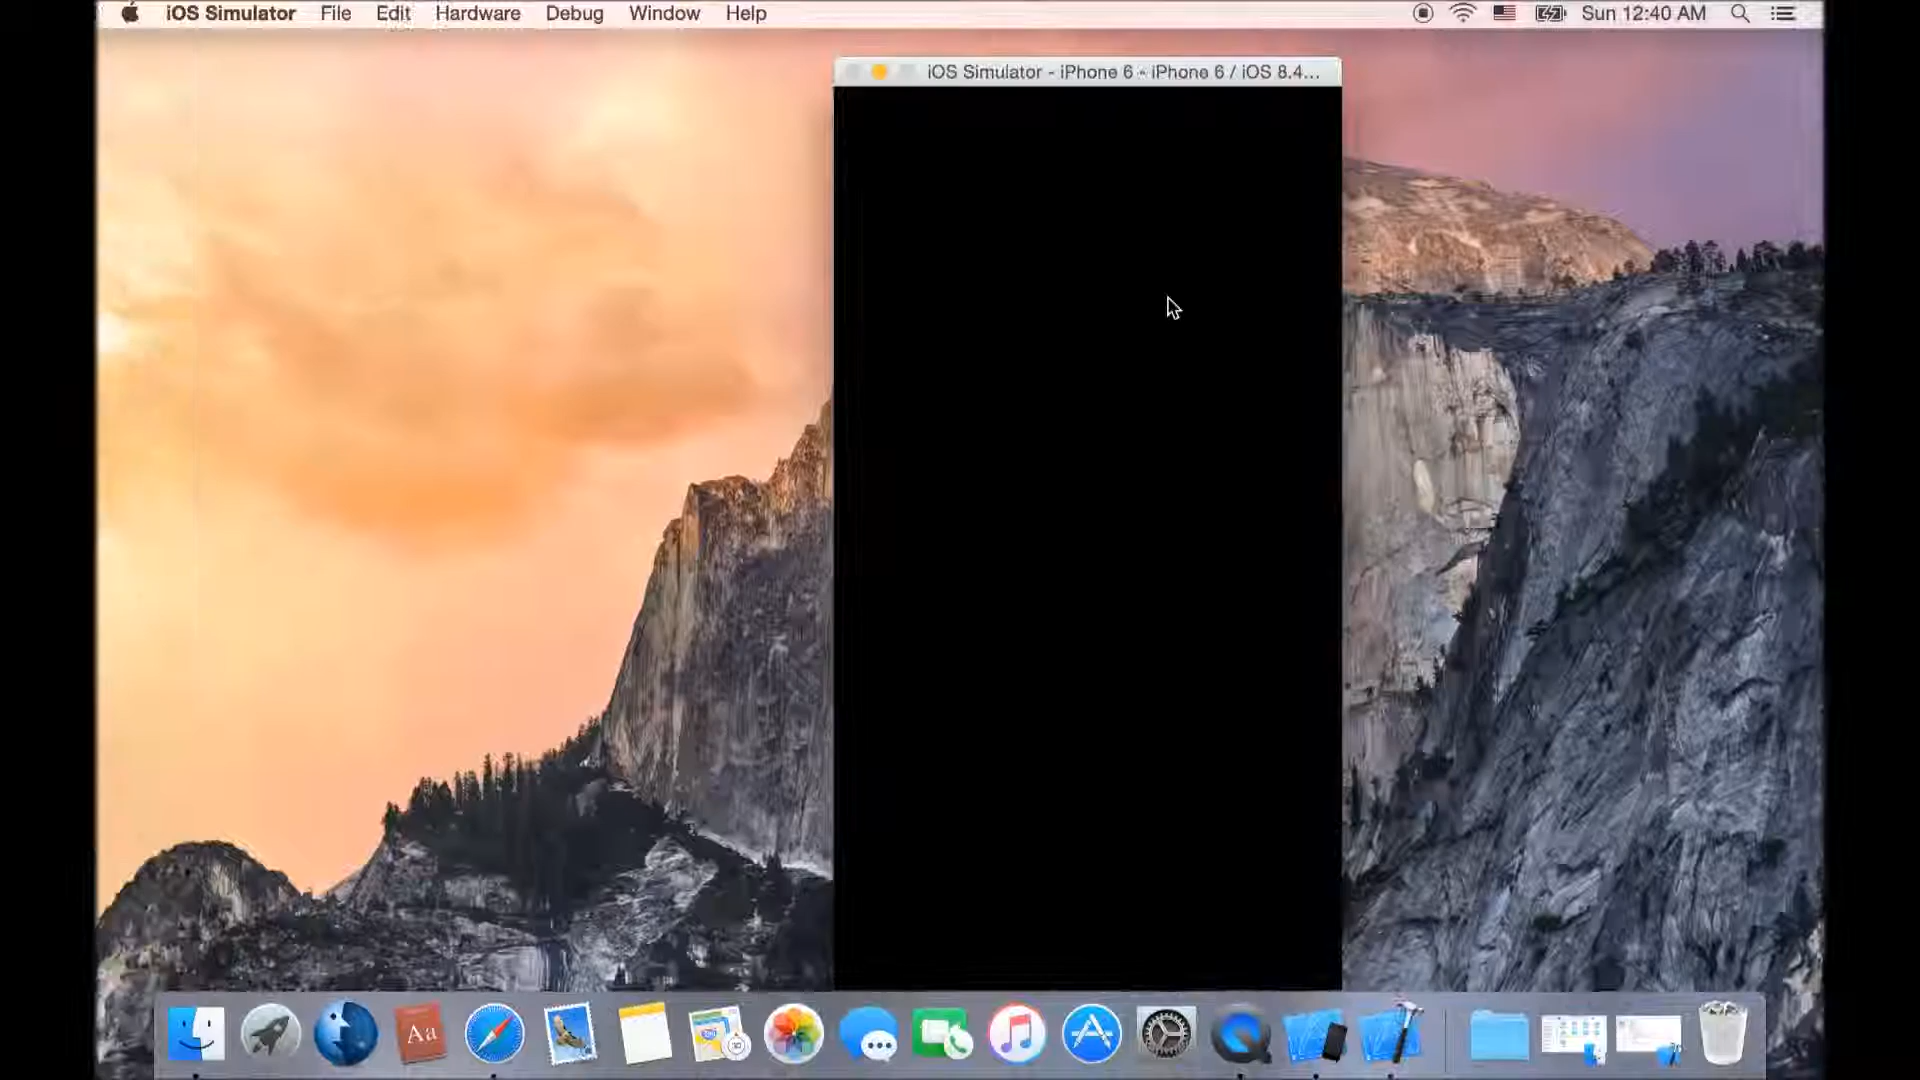 iOS Simulator File Edit Hardware Debug Window Help Sun 12:40 AM
iOS Simulator - iPhone 6 - iPhone 6 / iOS 8.4...
Aa